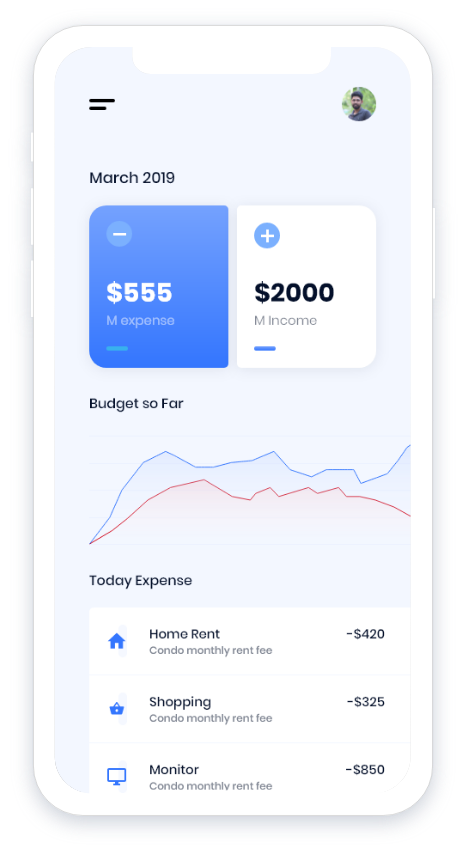 March 2019
$555
M expense
$2000
M Income
Budget so Far
Today Expense
Home Rent
-$420
Condo monthly rent fee
Shopping
-$325
Condo monthly rent fee
Monitor
-$850
Condo monthly rent fee